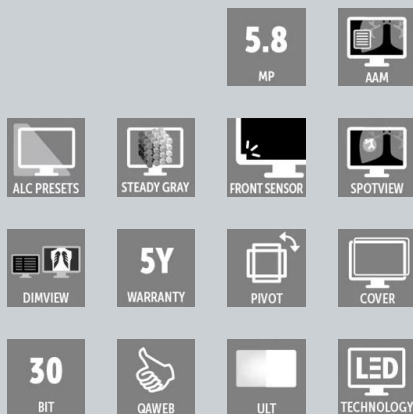 5.8
MP
AAM
ALC PRESETS
STEADY GRAY
FRONT SENSOR
SPOTVIEW
DIMVIEW
5Y
WARRANTY
PIVOT
COVER
30
BIT
QAWEB
ULT
LED
TECHNOLOGY